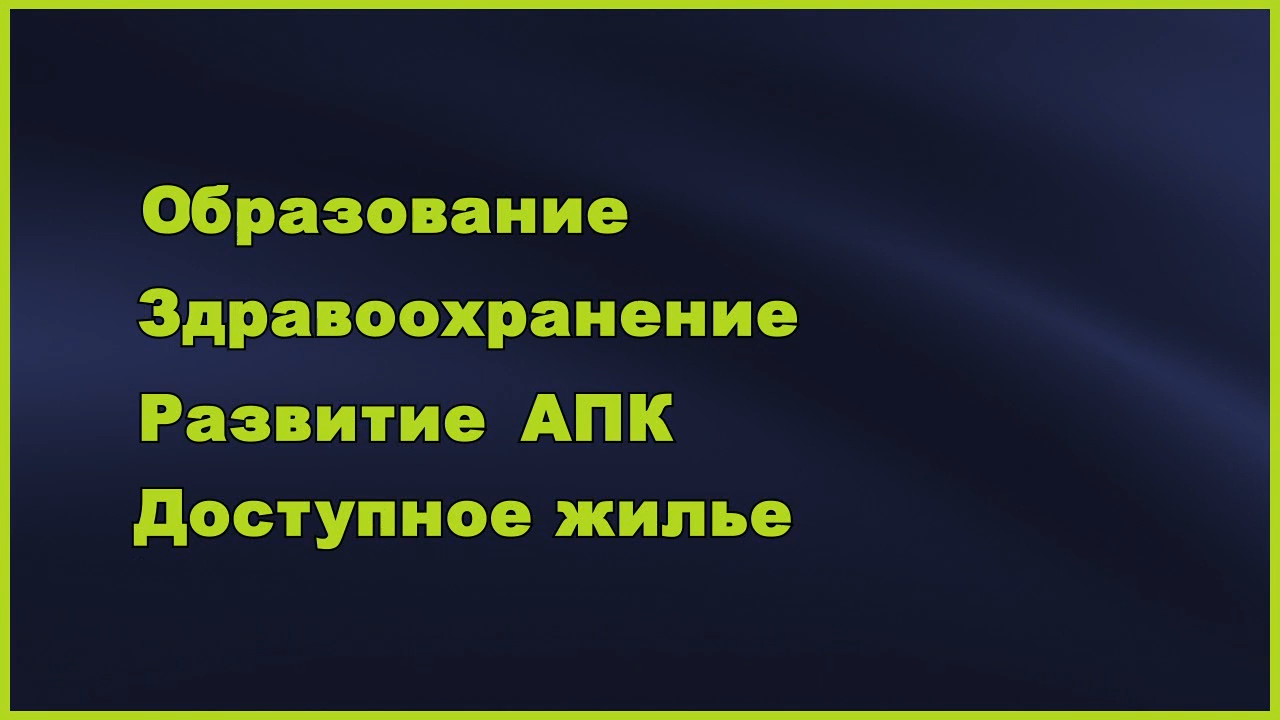 Образование
Здравоохранение
Развитие АПК
Доступное жилье